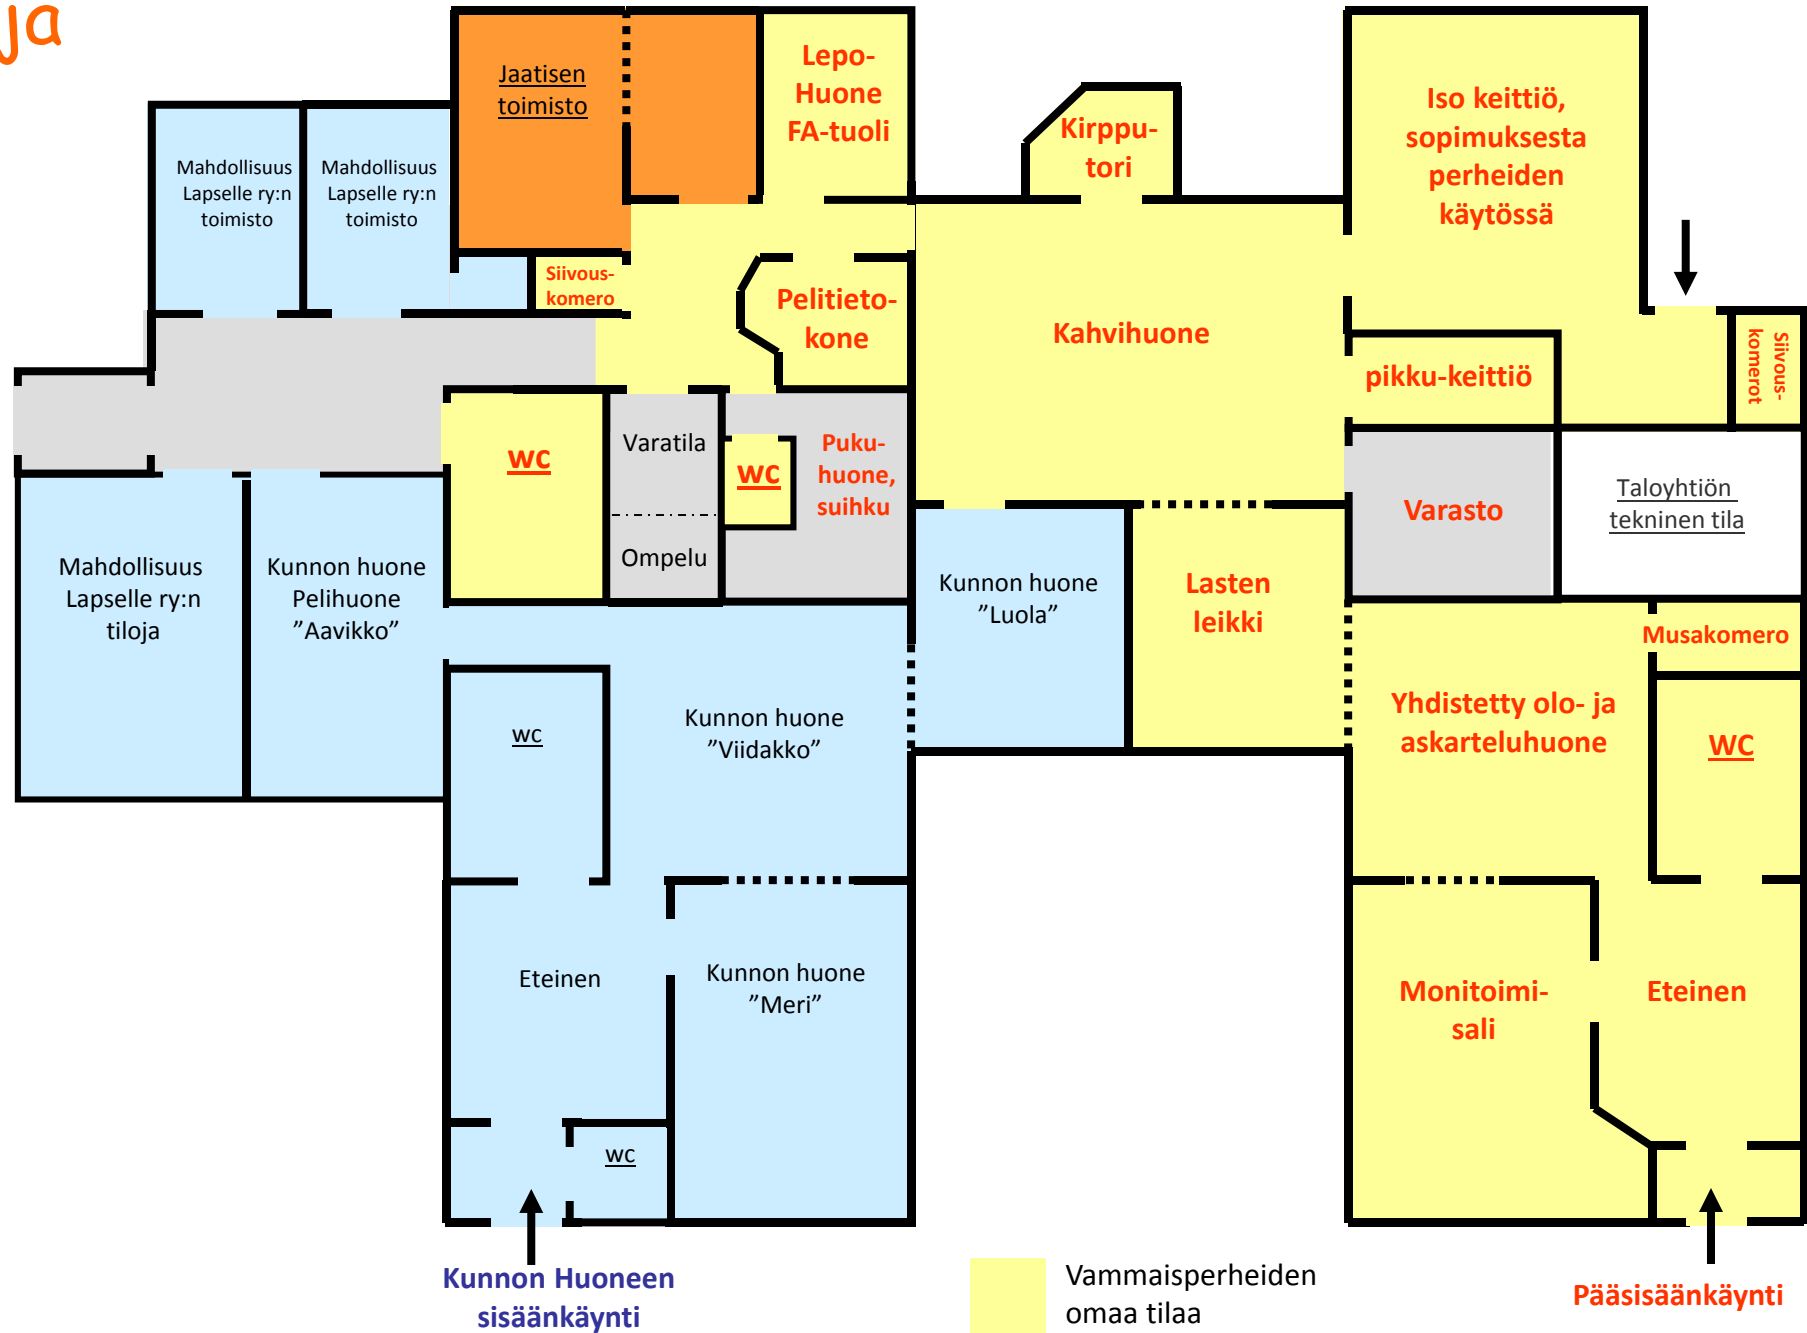 ja
Jaatisen
toimisto
Lepo-
Huone
FA-tuoli
Kirppu-
tori
Iso keittiö,
sopimuksesta
perheiden
käytössä
Mahdollisuus
Lapselle ry:n
toimisto
Mahdollisuus
Lapselle ry:n
toimisto
Siivous-
komero
Pelitieto-
kone
Kahvihuone
pikku-keittiö
Siivous-
komerot
wc
Varatila
Ompelu
wc
Puku-
huone,
suihku
Varasto
Taloyhtiön
tekninen tila
Mahdollisuus
Lapselle ry:n
tiloja
Kunnon huone
Pelihuone
”Aavikko”
Kunnon huone
”Luola”
Lasten
leikki
Musakomero
wc
Kunnon huone
”Viidakko”
Yhdistetty olo- ja
askarteluhuone
WC
Eteinen
Kunnon huone
”Meri”
Monitoimi-
sali
Eteinen
wc
Kunnon Huoneen
sisäänkäynti
Vammaisperheiden
omaa tilaa
Pääsisäänkäynti